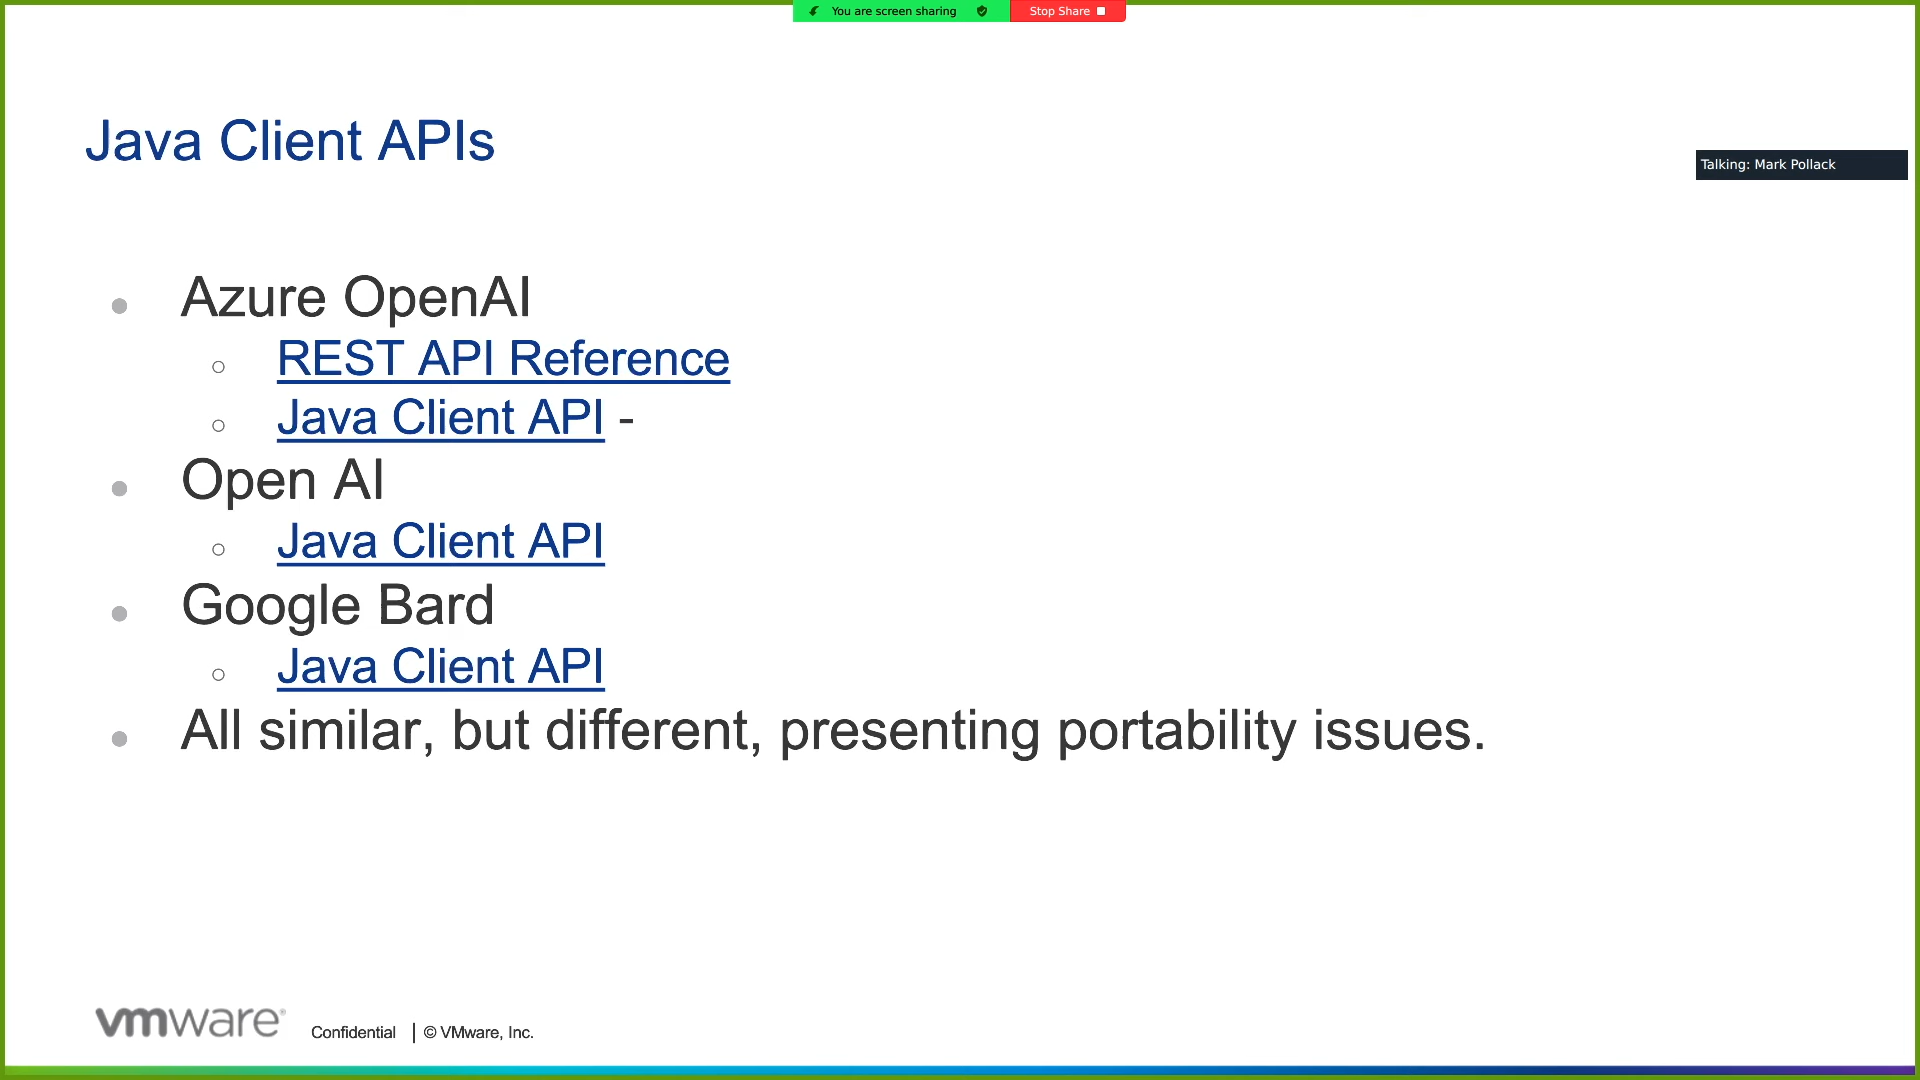 You are screen sharing
Stop Share
Java Client APIs
Talking: Mark Pollack
Azure OpenAI
REST API Reference
Java Client API -
Open AI
Java Client API
Google Bard
Java Client API
All similar, but different, presenting portability issues.
vmware® Confidential | © VMware, Inc.